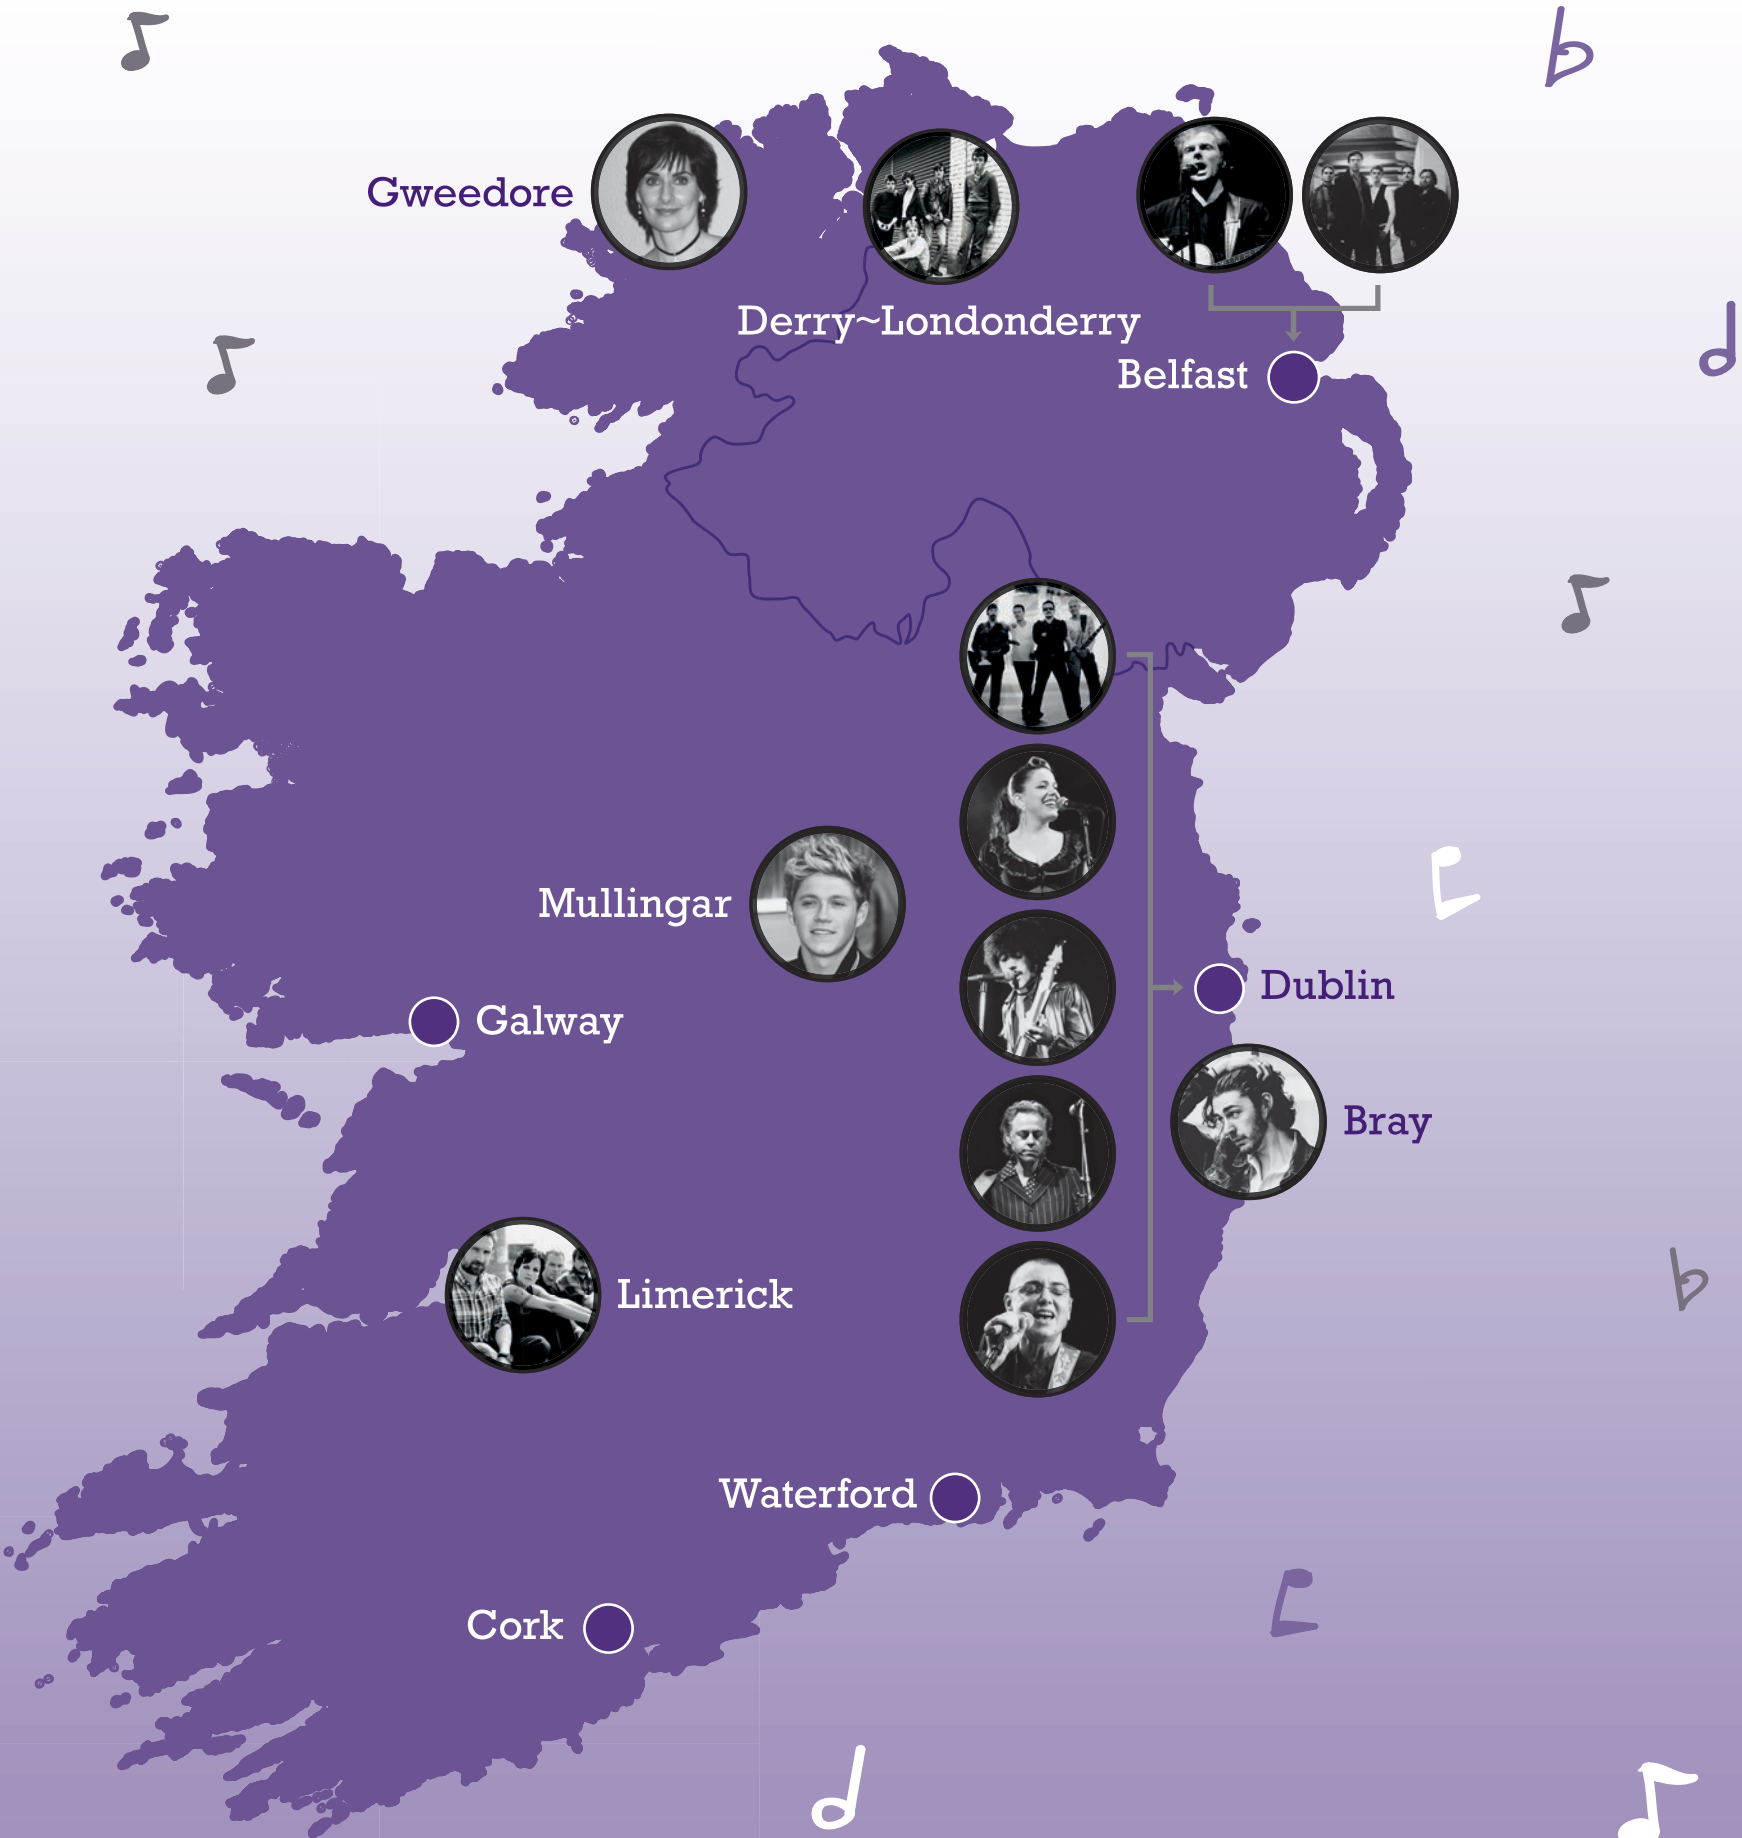 Gweedore
Derry~Londonderry
Belfast
Mullingar
Dublin
Galway
Bray
Limerick
Waterford
Cork